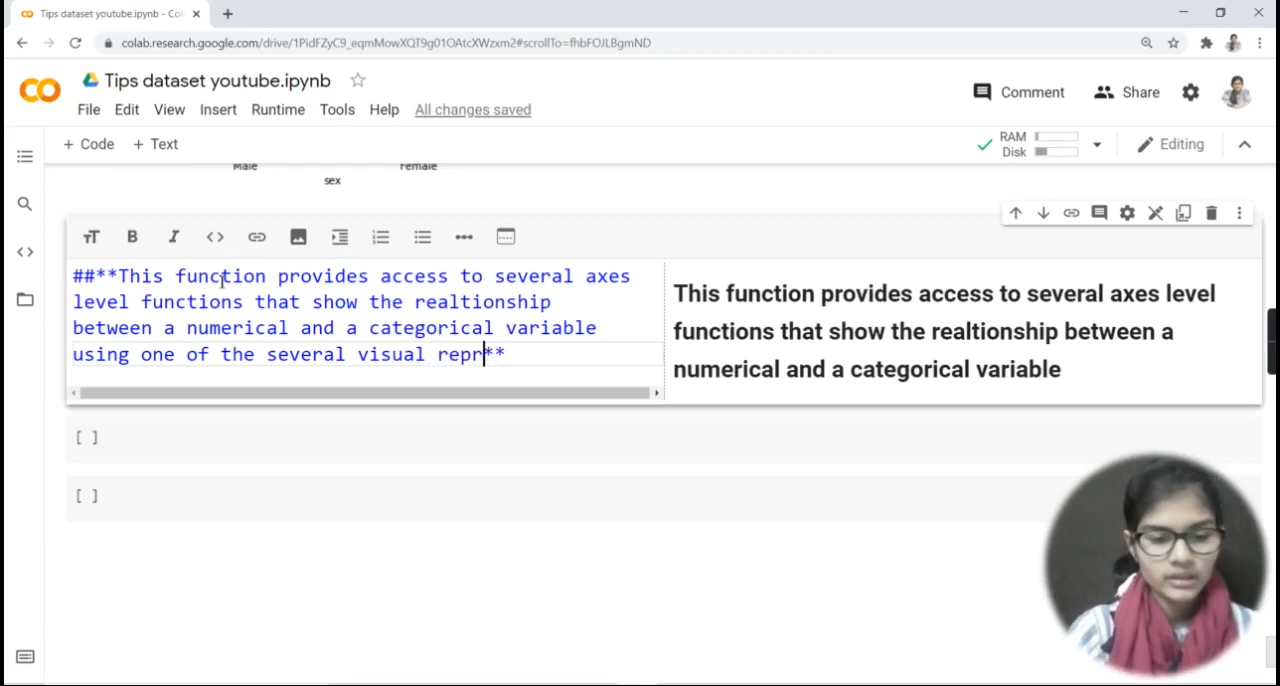 Tips dataset youtube.ipynb - Co
colab.research.google.com/drive/1PidFZyC9_eqmMowXQT9g01OAtcXWzxm2#scrollTo=fhbFOJLBgmND
CO Tips dataset youtube.ipynb
Comment Share
File Edit View Insert Runtime Tools Help All changes saved
+ Code + Text
RAM
Disk
Editing
Male Female
sex
##**This function provides access to several axes
level functions that show the realtionship
between a numerical and a categorical variable
using one of the several visual repr**
This function provides access to several axes level
functions that show the realtionship between a
numerical and a categorical variable
[ ]
[ ]